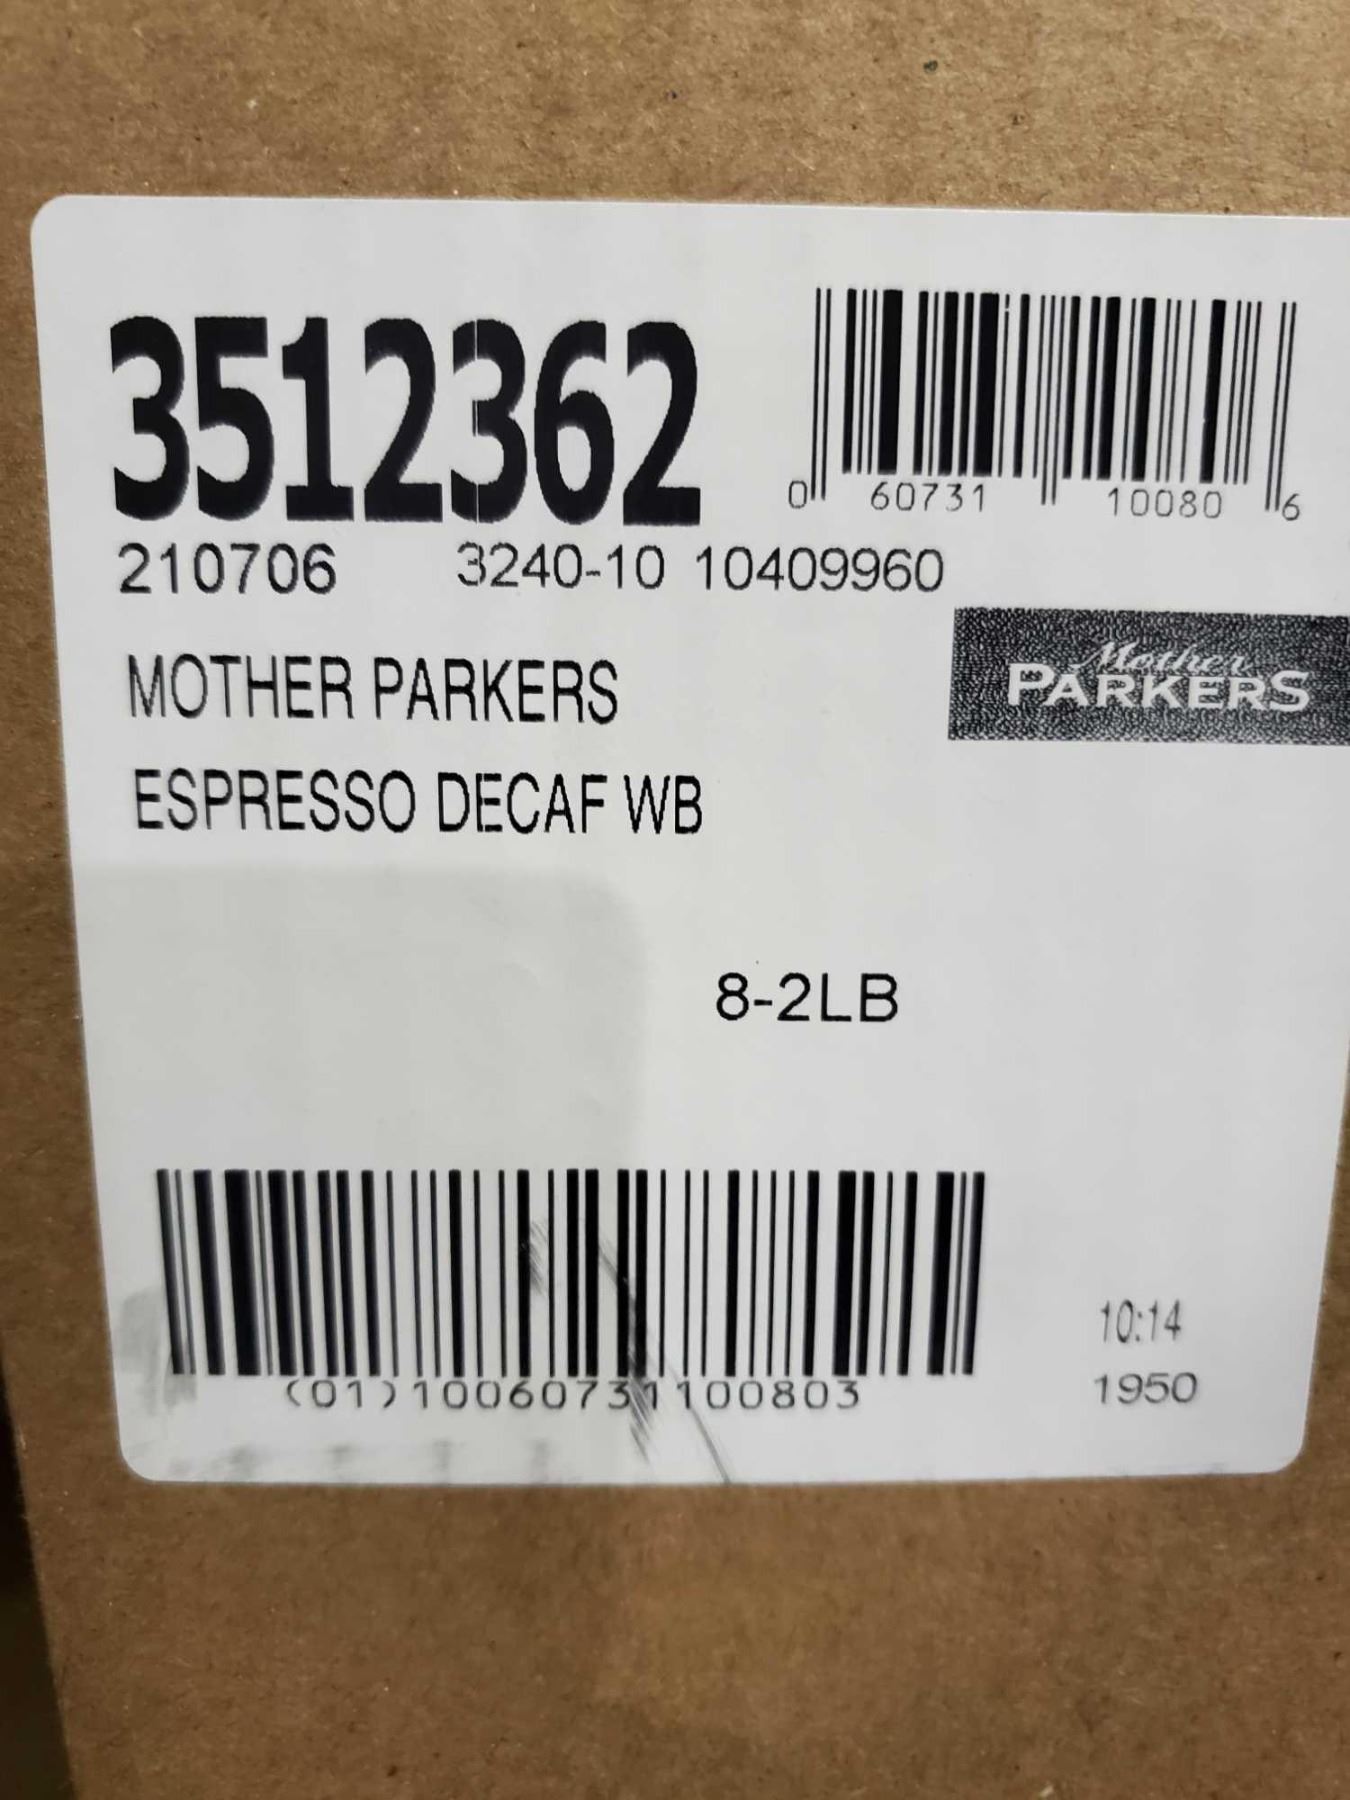 3512362
0 60731 10080 6
210706 3240-10 10409960
Mother
PARKERS
MOTHER PARKERS
ESPRESSO DECAF WB
8-2LB
(01)10060731100803
10:14
1950